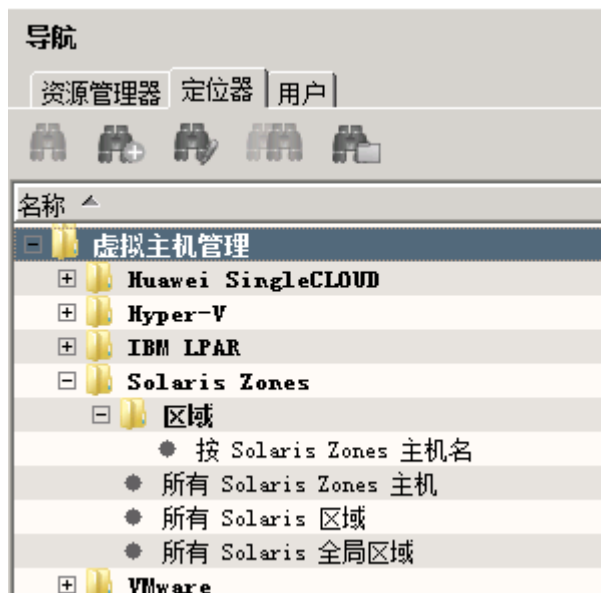 导航
资源管理器 定位器 用户
名称
虚拟主机管理
Huawei SingleCLOUD
Hyper-V
IBM LPAR
Solaris Zones
区域
按 Solaris Zones 主机名
所有 Solaris Zones 主机
所有 Solaris 区域
所有 Solaris 全局区域
VMware